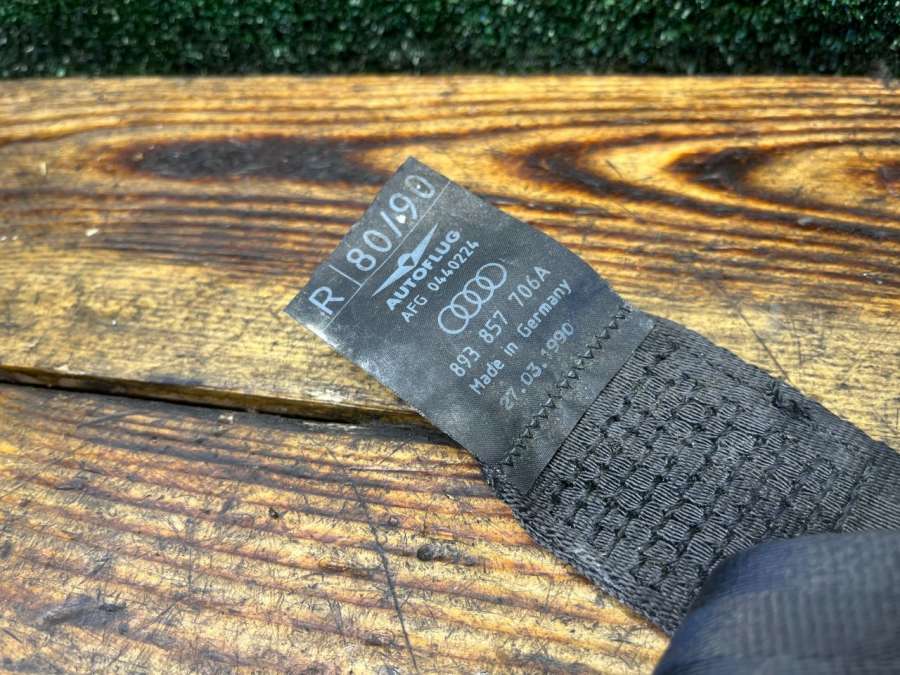 R 80/90
AUTOFLUG
AFG 0440224
893 857 706A
Made in Germany
27.03.1990